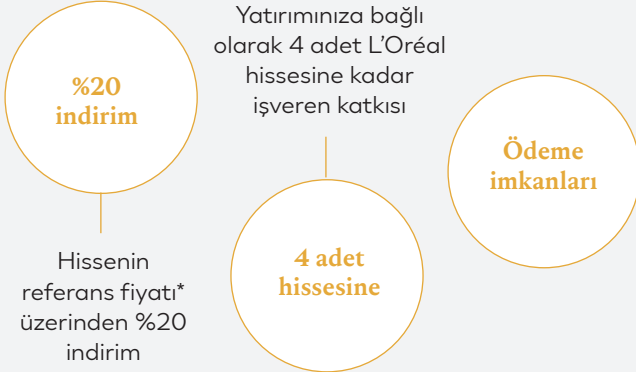 %20
indirim
Hissenin
referans fiyatı*
üzerinden %20
indirim
Yatırımınıza bağlı
olarak 4 adet L’Oréal
hissesine kadar
işveren katkısı
4 adet
hissesine
Ödeme
imkanları